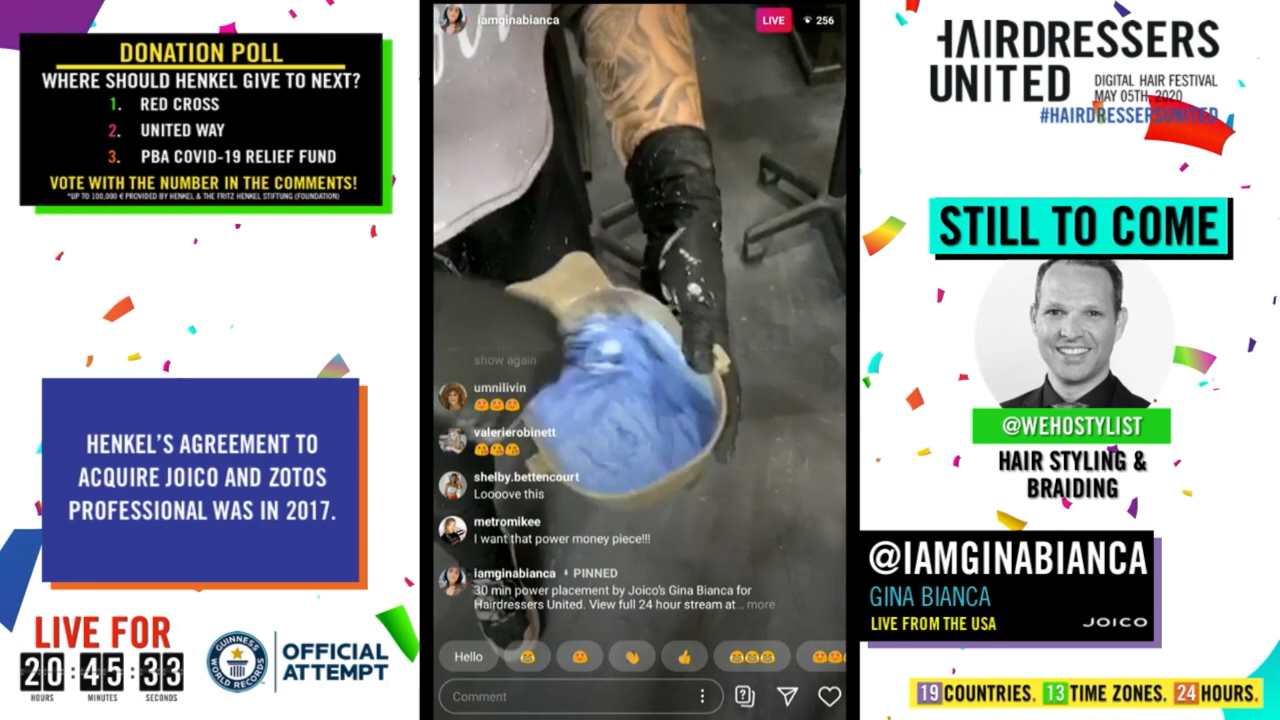 DONATION POLL
WHERE SHOULD HENKEL GIVE TO NEXT?
1. RED CROSS
2. UNITED WAY
3. PBA COVID-19 RELIEF FUND
VOTE WITH THE NUMBER IN THE COMMENTS!
*UP TO 100,000 € PROVIDED BY HENKEL & THE FRITZ HENKEL STIFTUNG (FOUNDATION)
HENKEL'S AGREEMENT TO
ACQUIRE JOICO AND ZOTOS
PROFESSIONAL WAS IN 2017.
LIVE FOR
20:45:33
HOURS MINUTES SECONDS
GUINNESS WORLD RECORDS
OFFICIAL
ATTEMPT
iamginabianca
LIVE 256
show again
umnilivin
valerierobinett
shelby.bettencourt
Loooove this
metromikee
I want that power money piece!!!
iamginabianca PINNED
30 min power placement by Joico's Gina Bianca for
Hairdressers United. View full 24 hour stream at... more
Hello
Comment
HAIRDRESSERS
UNITED
DIGITAL HAIR FESTIVAL
MAY 05TH, 2020
#HAIRDRESSERSUNITED
STILL TO COME
@WEHOSTYLIST
HAIR STYLING &
BRAIDING
@IAMGINABIANCA
GINA BIANCA
LIVE FROM THE USA
JOICO
19 COUNTRIES. 13 TIME ZONES. 24 HOURS.